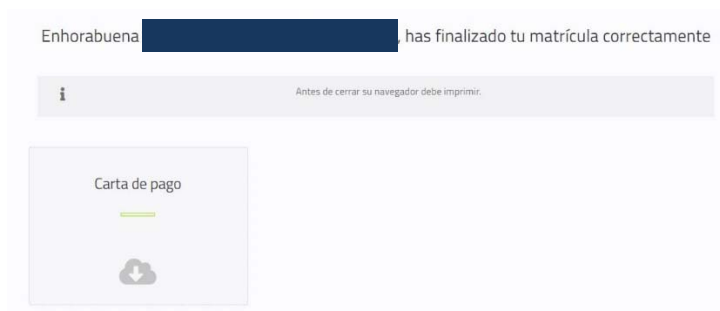 Enhorabuena , has finalizado tu matrícula correctamente
i Antes de cerrar su navegador debe imprimir.
Carta de pago